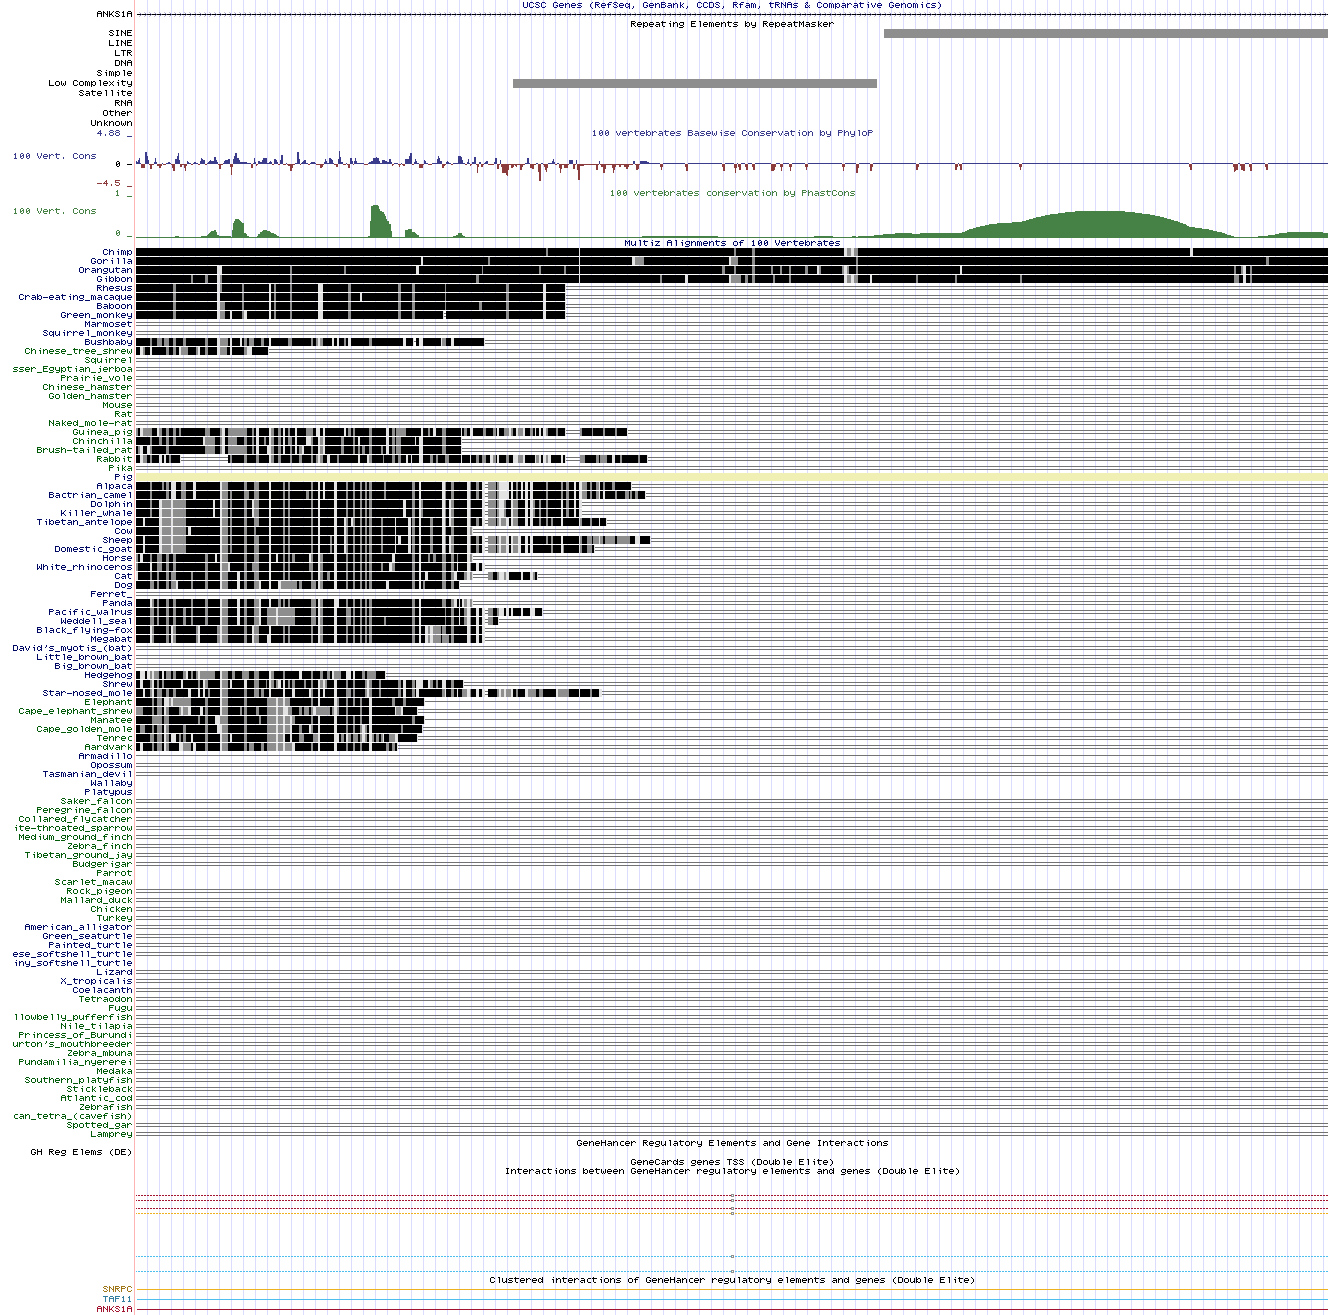 UCSC Genes (RefSeq, GenBank, CCDS, Rfam, tRNAs & Comparative Genomics)
ANKS1A
Repeating Elements by RepeatMasker
SINE
LINE
LTR
DNA
Simple
Low Complexity
Satellite
RNA
Other
Unknown
4.88 _
100 vertebrates Basewise Conservation by PhyloP
100 Vert. Cons
0 _
-4.5 _
1 _
100 vertebrates conservation by PhastCons
100 Vert. Cons
0 _
Multiz Alignments of 100 Vertebrates
Chimp
Gorilla
Orangutan
Gibbon
Rhesus
Crab-eating_macaque
Baboon
Green_monkey
Marmoset
Squirrel_monkey
Bushbaby
Chinese_tree_shrew
Squirrel
sser_Egyptian_jerboa
Prairie_vole
Chinese_hamster
Golden_hamster
Mouse
Rat
Naked_mole-rat
Guinea_pig
Chinchilla
Brush-tailed_rat
Rabbit
Pika
Pig
Alpaca
Bactrian_camel
Dolphin
Killer_whale
Tibetan_antelope
Cow
Sheep
Domestic_goat
Horse
White_rhinoceros
Cat
Dog
Ferret_
Panda
Pacific_walrus
Weddell_seal
Black_flying-fox
Megabat
David's_myotis_(bat)
Little_brown_bat
Big_brown_bat
Hedgehog
Shrew
Star-nosed_mole
Elephant
Cape_elephant_shrew
Manatee
Cape_golden_mole
Tenrec
Aardvark
Armadillo
Opossum
Tasmanian_devil
Wallaby
Platypus
Saker_falcon
Peregrine_falcon
Collared_flycatcher
ite-throated_sparrow
Medium_ground_finch
Zebra_finch
Tibetan_ground_jay
Budgerigar
Parrot
Scarlet_macaw
Rock_pigeon
Mallard_duck
Chicken
Turkey
American_alligator
Green_seaturtle
Painted_turtle
ese_softshell_turtle
iny_softshell_turtle
Lizard
X_tropicalis
Coelacanth
Tetraodon
Fugu
llowbelly_pufferfish
Nile_tilapia
Princess_of_Burundi
urton's_mouthbreeder
Zebra_mbuna
Pundamilia_nyererei
Medaka
Southern_platyfish
Stickleback
Atlantic_cod
Zebrafish
can_tetra_(cavefish)
Spotted_gar
Lamprey
GeneHancer Regulatory Elements and Gene Interactions
GH Reg Elems (DE)
GeneCards genes TSS (Double Elite)
Interactions between GeneHancer regulatory elements and genes (Double Elite)
Clustered interactions of GeneHancer regulatory elements and genes (Double Elite)
SNRPC
TAF11
ANKS1A